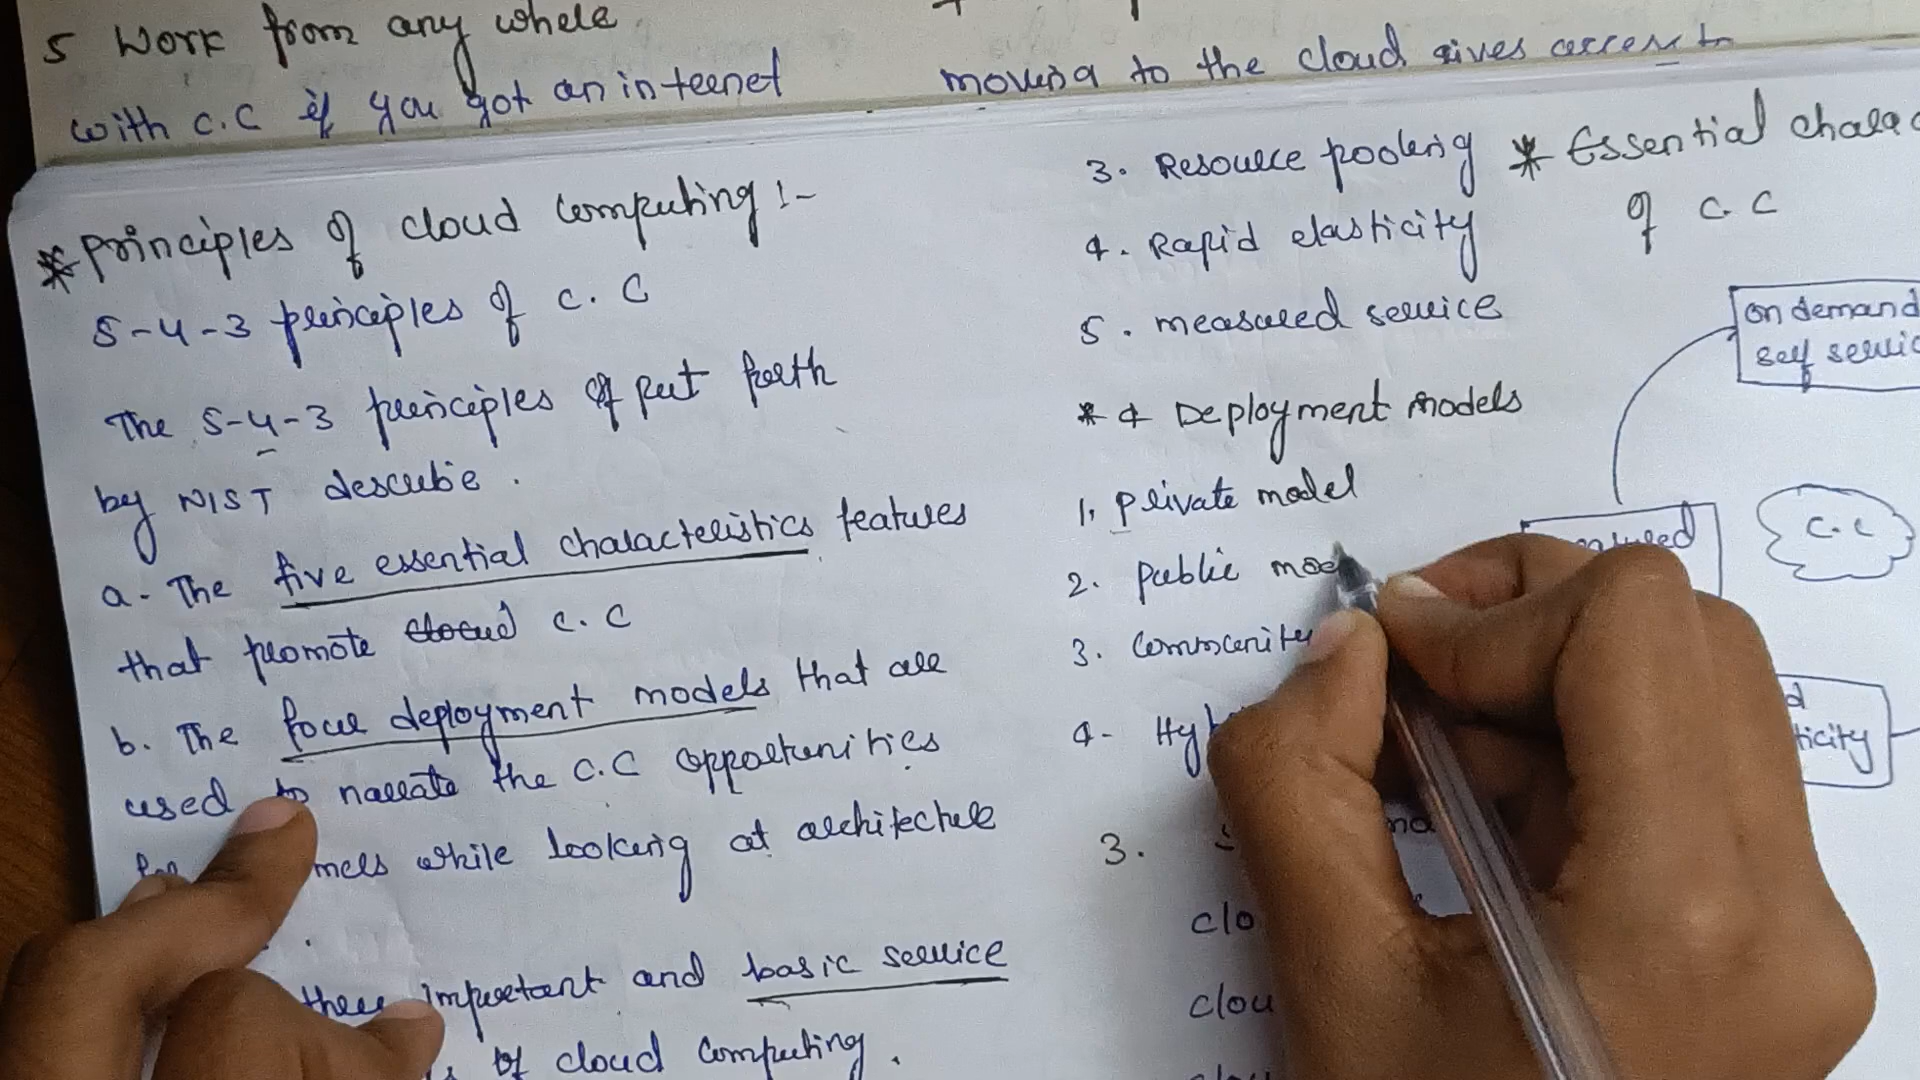 5 Work from any where
with C.C if you got an internet
moving to the cloud gives access to
* Principles of cloud computing :-
5-4-3 principles of C.C
The 5-4-3 principles of put forth
by NIST describe.
a. The five essential characteristics features
that promote C.C
b. The four deployment models that are
used to narrate the C.C opportunities
while looking at architecture
three important and basic service
of cloud computing.
3. Resource pooling
4. Rapid elasticity
5. measured service
* 4 Deployment Models
1. private model
2. public mod
3. Community
4. Hyb
3.
clo
clou
* Essential charac
of C.C
on demand
self servic
C.C
ticity